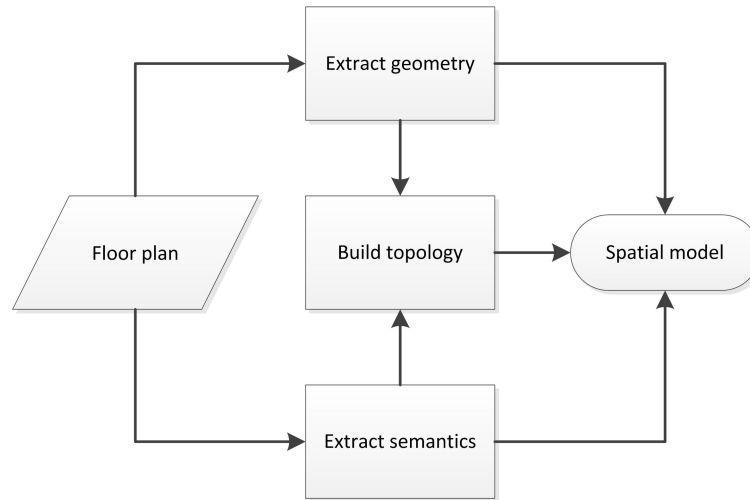 Extract geometry
Floor plan
Build topology
Spatial model
Extract semantics